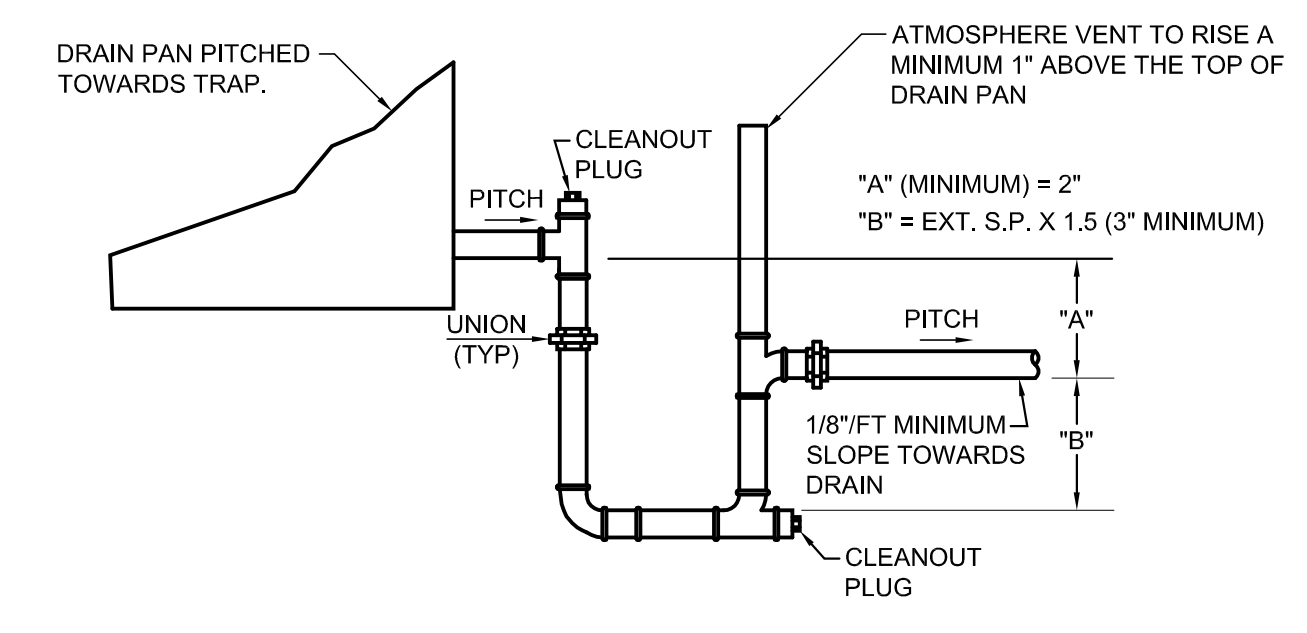 DRAIN PAN PITCHED
TOWARDS TRAP.
ATMOSPHERE VENT TO RISE A
MINIMUM 1" ABOVE THE TOP OF
DRAIN PAN
CLEANOUT
PLUG
PITCH
"A" (MINIMUM) = 2"
"B" = EXT. S.P. X 1.5 (3" MINIMUM)
UNION
(TYP)
PITCH
"A"
1/8"/FT MINIMUM
SLOPE TOWARDS
DRAIN
"B"
CLEANOUT
PLUG